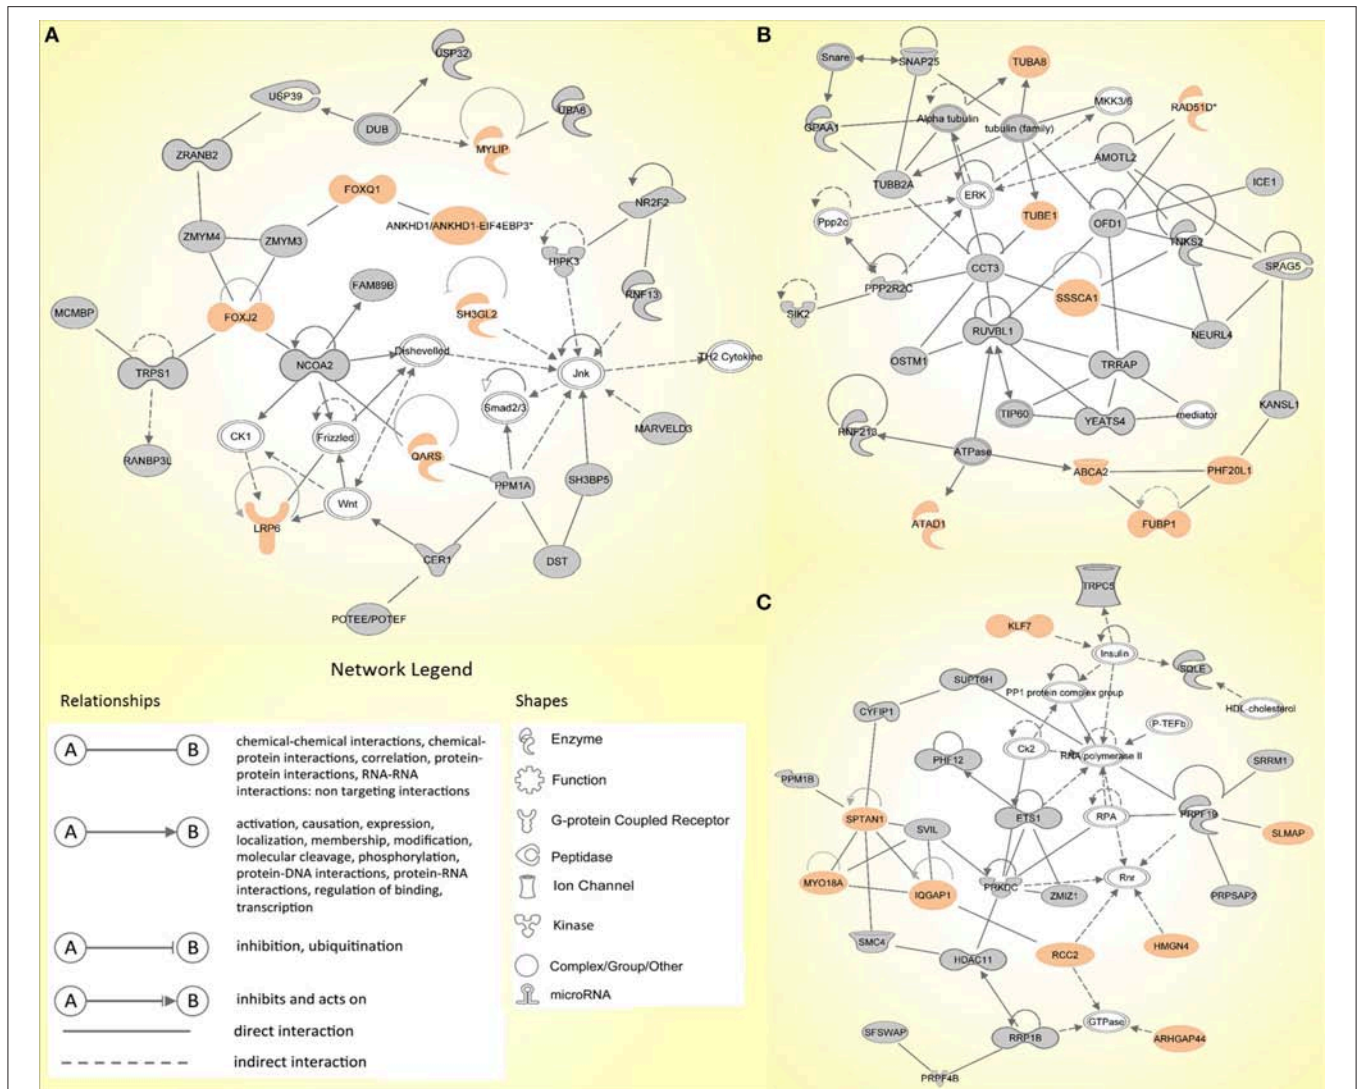 A
USP32
USP39
UBA6
DUB
MYLIP
ZRANB2
FOXQ1
NR2F2
ANKHD1/ANKHD1-EIF4EBP3*
ZMYM4
ZMYM3
HIPK3
FAM89B
RNF13
MCMBP
FOXJ2
SH3GL2
Dishevelled
TH2 Cytokine
TRPS1
NCOA2
Jnk
Smad2/3
CK1
Frizzled
MARVELD3
RANBP3L
QARS
PPM1A
SH3BP5
Wnt
LRP6
CER1
DST
POTEE/POTEF
B
Snare
SNAP25
TUBA8
MKK3/6
RAD51D*
GPAA1
Alpha tubulin
tubulin (family)
AMOTL2
TUBB2A
ERK
ICE1
Ppp2c
TUBE1
OFD1
TNKS2
CCT3
SPAG5
PPP2R2C
SSSCA1
SIK2
RUVBL1
NEURL4
OSTM1
TRRAP
KANSL1
TIP60
YEATS4
mediator
RNF213
ATPase
ABCA2
PHF20L1
ATAD1
FUBP1
C
TRPC5
KLF7
Insulin
SQLE
SUPT6H
PP1 protein complex group
HDL-cholesterol
CYFIP1
P-TEFb
Ck2
RNA polymerase II
PHF12
SRRM1
PPM1B
SPTAN1
SVIL
ETS1
RPA
PRPF19
SLMAP
MYO18A
IQGAP1
PRKDC
Rnr
ZMIZ1
PRPSAP2
SMC4
HDAC11
RCC2
HMGN4
GTPase
SFSWAP
RRP1B
ARHGAP44
PRPF4B
Network Legend
Relationships
A B
chemical-chemical interactions, chemical-
protein interactions, correlation, protein-
protein interactions, RNA-RNA
interactions: non targeting interactions
A B
activation, causation, expression,
localization, membership, modification,
molecular cleavage, phosphorylation,
protein-DNA interactions, protein-RNA
interactions, regulation of binding,
transcription
A B
inhibition, ubiquitination
A B
inhibits and acts on
direct interaction
indirect interaction
Shapes
Enzyme
Function
G-protein Coupled Receptor
Peptidase
Ion Channel
Kinase
Complex/Group/Other
microRNA